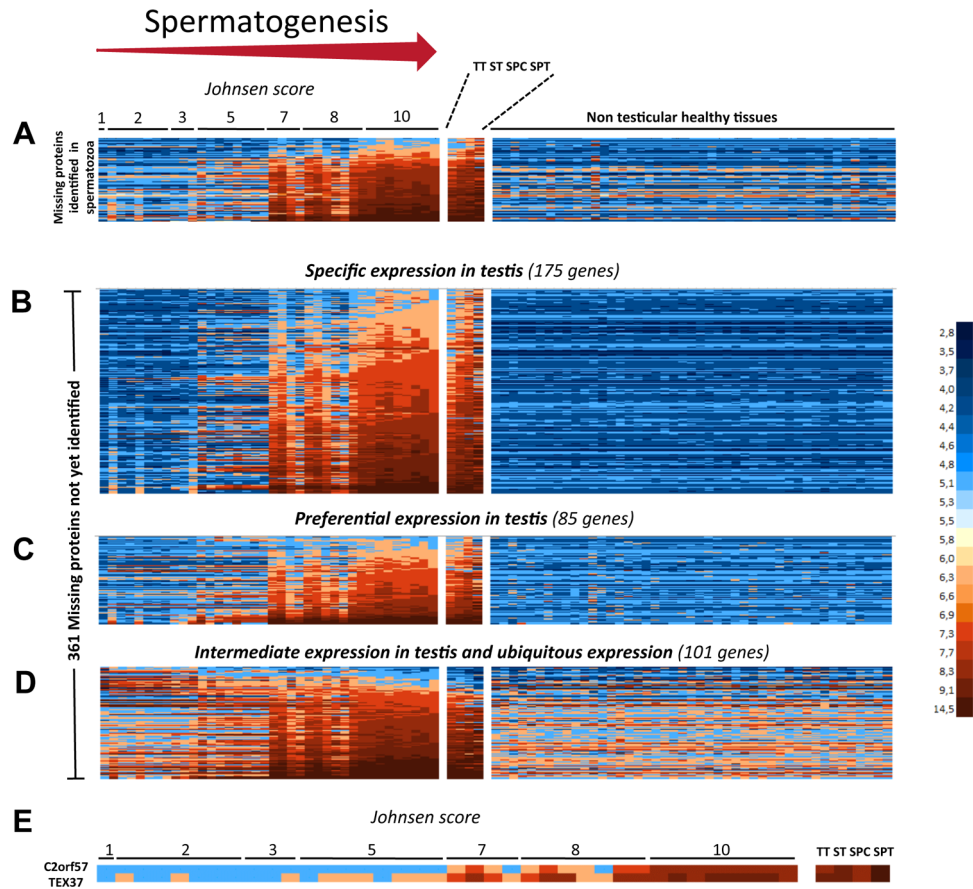 Spermatogenesis
TT ST SPC SPT
Johnsen score
1 2 3 5 7 8 10
Non testicular healthy tissues
A
Missing proteins
identified in
spermatozoa
Specific expression in testis (175 genes)
B
361 Missing proteins not yet identified
2,8
3,5
3,7
4,0
4,2
4,4
4,6
4,8
5,1
5,3
5,5
5,8
6,0
6,3
6,6
6,9
7,3
7,7
8,3
9,1
14,5
Preferential expression in testis (85 genes)
C
Intermediate expression in testis and ubiquitous expression (101 genes)
D
E
Johnsen score
1 2 3 5 7 8 10
TT ST SPC SPT
C2orf57
TEX37